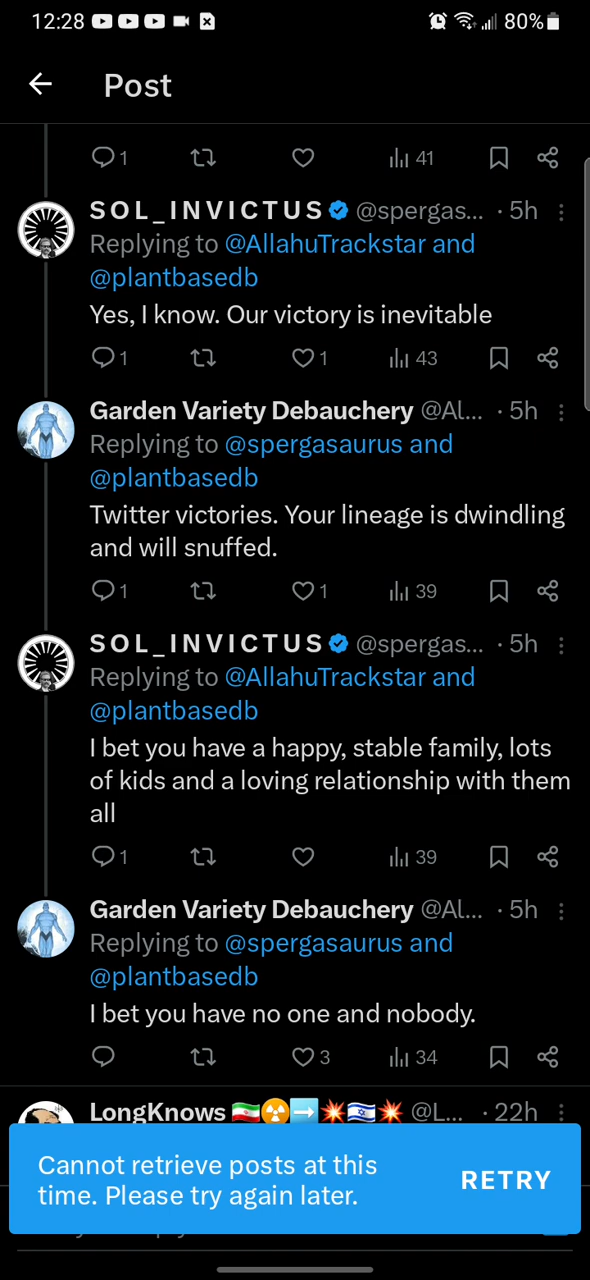 12:28
80%
Post
1
41
SOL_INVICTUS @spergas... · 5h
Replying to @AllahuTrackstar and
@plantbasedb
Yes, I know. Our victory is inevitable
1
1
43
Garden Variety Debauchery @Al... · 5h
Replying to @spergasaurus and
@plantbasedb
Twitter victories. Your lineage is dwindling
and will snuffed.
1
1
39
SOL_INVICTUS @spergas... · 5h
Replying to @AllahuTrackstar and
@plantbasedb
I bet you have a happy, stable family, lots
of kids and a loving relationship with them
all
1
39
Garden Variety Debauchery @Al... · 5h
Replying to @spergasaurus and
@plantbasedb
I bet you have no one and nobody.
3
34
LongKnows 🇮🇷☢️➡️💥🇮🇱💥 @L... · 22h
Cannot retrieve posts at this
time. Please try again later.
RETRY